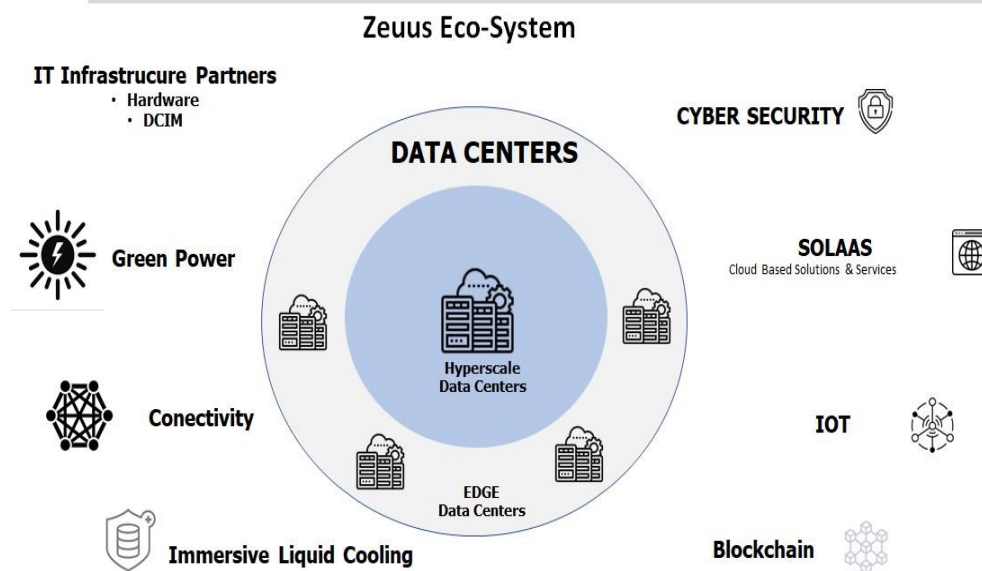 Zeuus Eco-System
IT Infrastrucure Partners
• Hardware
• DCIM
Green Power
Conectivity
Immersive Liquid Cooling
DATA CENTERS
Hyperscale
Data Centers
EDGE
Data Centers
CYBER SECURITY
SOLAAS
Cloud Based Solutions & Services
IOT
Blockchain